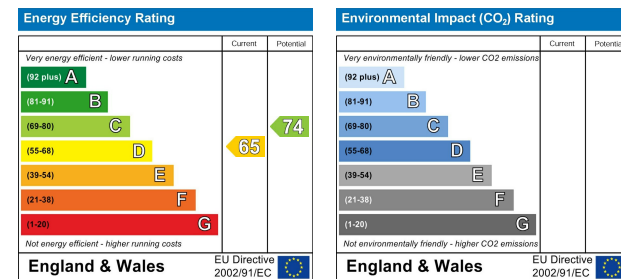 Energy Efficiency Rating
Current Potential
Very energy efficient - lower running costs
(92 plus) A
(81-91) B
(69-80) C
(55-68) D
(39-54) E
(21-38) F
(1-20) G
65
74
Not energy efficient - higher running costs
England & Wales
EU Directive
2002/91/EC
Environmental Impact (CO₂) Rating
Current Potential
Very environmentally friendly - lower CO2 emissions
(92 plus) A
(81-91) B
(69-80) C
(55-68) D
(39-54) E
(21-38) F
(1-20) G
Not environmentally friendly - higher CO2 emissions
England & Wales
EU Directive
2002/91/EC